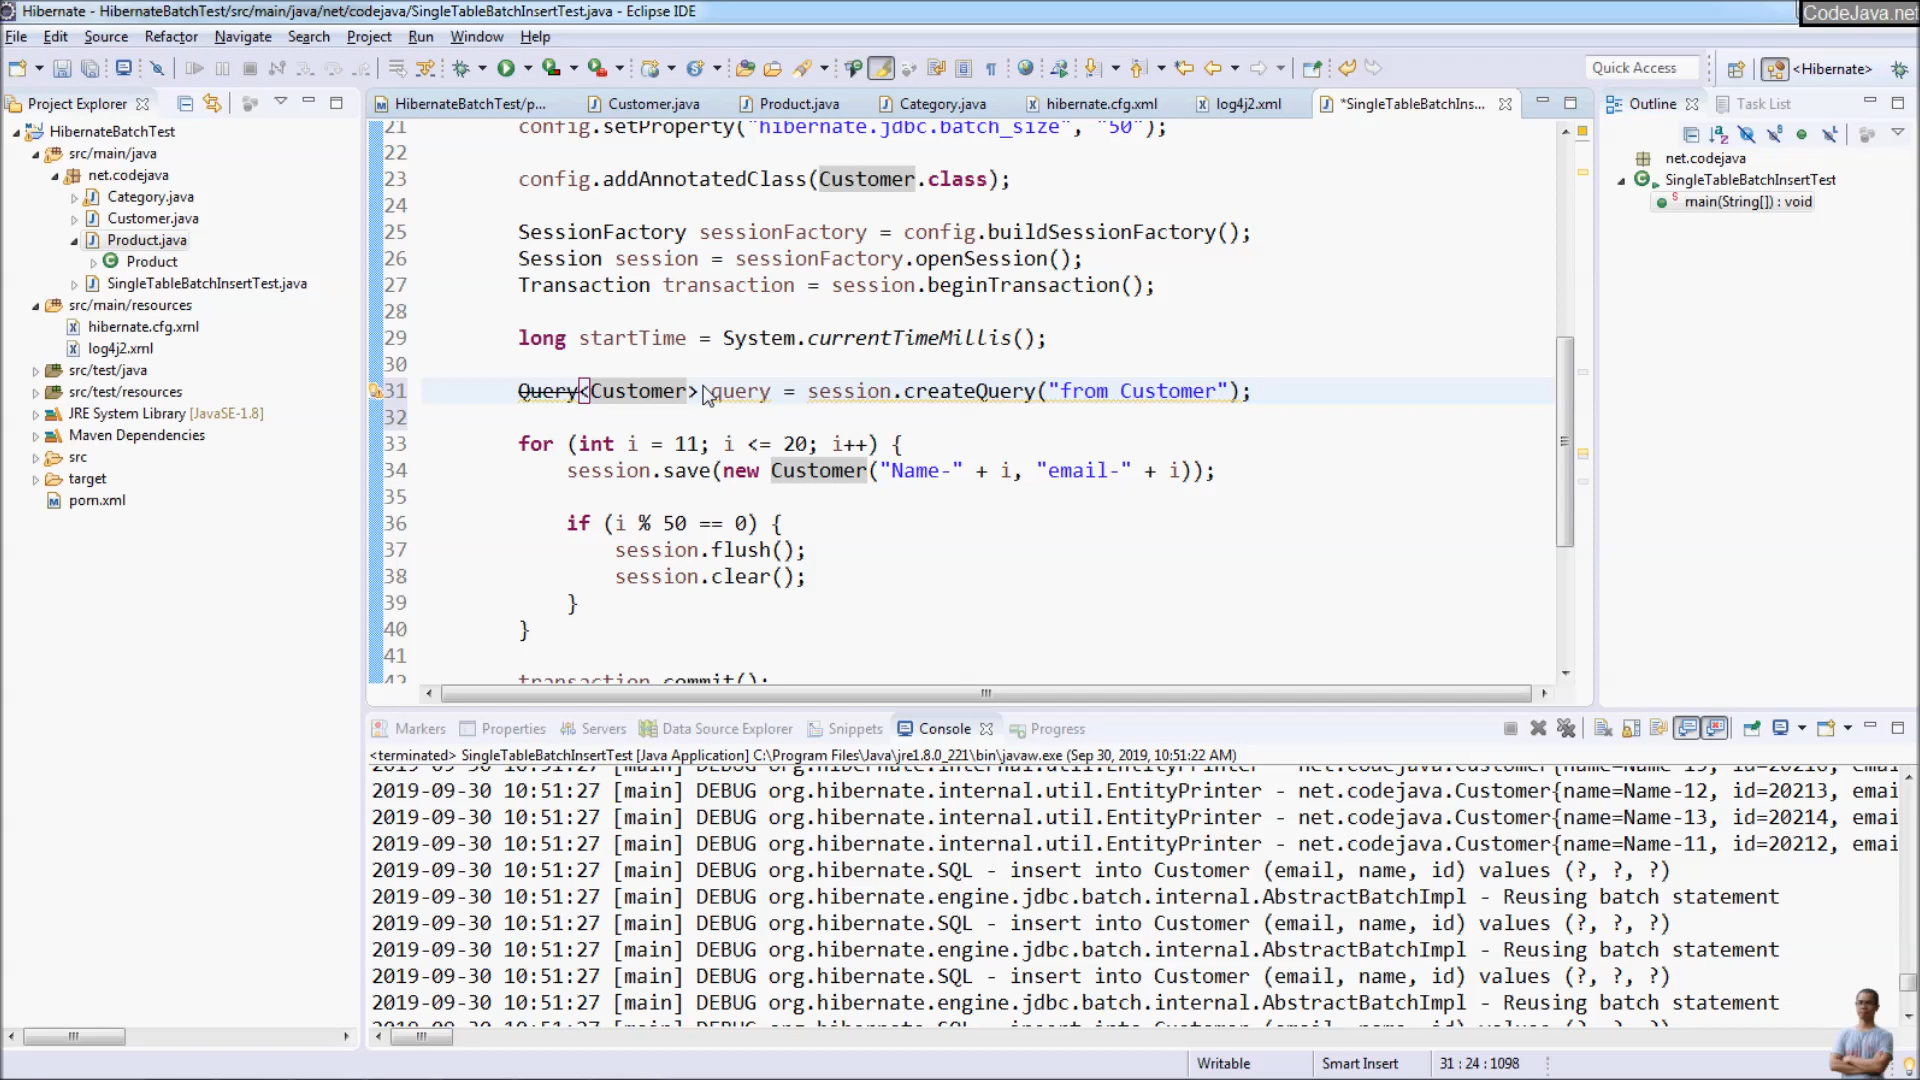 Hibernate - HibernateBatchTest/src/main/java/net/codejava/SingleTableBatchInsertTest.java - Eclipse IDE
CodeJava.net
File Edit Source Refactor Navigate Search Project Run Window Help
Quick Access
<Hibernate>
Project Explorer
HibernateBatchTest/p...
Customer.java
Product.java
Category.java
hibernate.cfg.xml
log4j2.xml
*SingleTableBatchIns...
Outline
Task List
HibernateBatchTest
src/main/java
net.codejava
Category.java
Customer.java
Product.java
Product
SingleTableBatchInsertTest.java
src/main/resources
hibernate.cfg.xml
log4j2.xml
src/test/java
src/test/resources
JRE System Library [JavaSE-1.8]
Maven Dependencies
src
target
pom.xml
21 config.setProperty("hibernate.jdbc.batch_size", "50");
22
23 config.addAnnotatedClass(Customer.class);
24
25 SessionFactory sessionFactory = config.buildSessionFactory();
26 Session session = sessionFactory.openSession();
27 Transaction transaction = session.beginTransaction();
28
29 long startTime = System.currentTimeMillis();
30
31 Query<Customer> query = session.createQuery("from Customer");
32
33 for (int i = 11; i <= 20; i++) {
34 session.save(new Customer("Name-" + i, "email-" + i));
35
36 if (i % 50 == 0) {
37 session.flush();
38 session.clear();
39 }
40 }
41
42 transaction.commit();
net.codejava
SingleTableBatchInsertTest
main(String[]) : void
Markers
Properties
Servers
Data Source Explorer
Snippets
Console
Progress
<terminated> SingleTableBatchInsertTest [Java Application] C:\Program Files\Java\jre1.8.0_221\bin\javaw.exe (Sep 30, 2019, 10:51:22 AM)
2019-09-30 10:51:27 [main] DEBUG org.hibernate.internal.util.EntityPrinter - net.codejava.Customer{name=Name-12, id=20213, emai
2019-09-30 10:51:27 [main] DEBUG org.hibernate.internal.util.EntityPrinter - net.codejava.Customer{name=Name-13, id=20214, emai
2019-09-30 10:51:27 [main] DEBUG org.hibernate.internal.util.EntityPrinter - net.codejava.Customer{name=Name-11, id=20212, emai
2019-09-30 10:51:27 [main] DEBUG org.hibernate.SQL - insert into Customer (email, name, id) values (?, ?, ?)
2019-09-30 10:51:27 [main] DEBUG org.hibernate.engine.jdbc.batch.internal.AbstractBatchImpl - Reusing batch statement
2019-09-30 10:51:27 [main] DEBUG org.hibernate.SQL - insert into Customer (email, name, id) values (?, ?, ?)
2019-09-30 10:51:27 [main] DEBUG org.hibernate.engine.jdbc.batch.internal.AbstractBatchImpl - Reusing batch statement
2019-09-30 10:51:27 [main] DEBUG org.hibernate.SQL - insert into Customer (email, name, id) values (?, ?, ?)
2019-09-30 10:51:27 [main] DEBUG org.hibernate.engine.jdbc.batch.internal.AbstractBatchImpl - Reusing batch statement
Writable
Smart Insert
31 : 24 : 1098